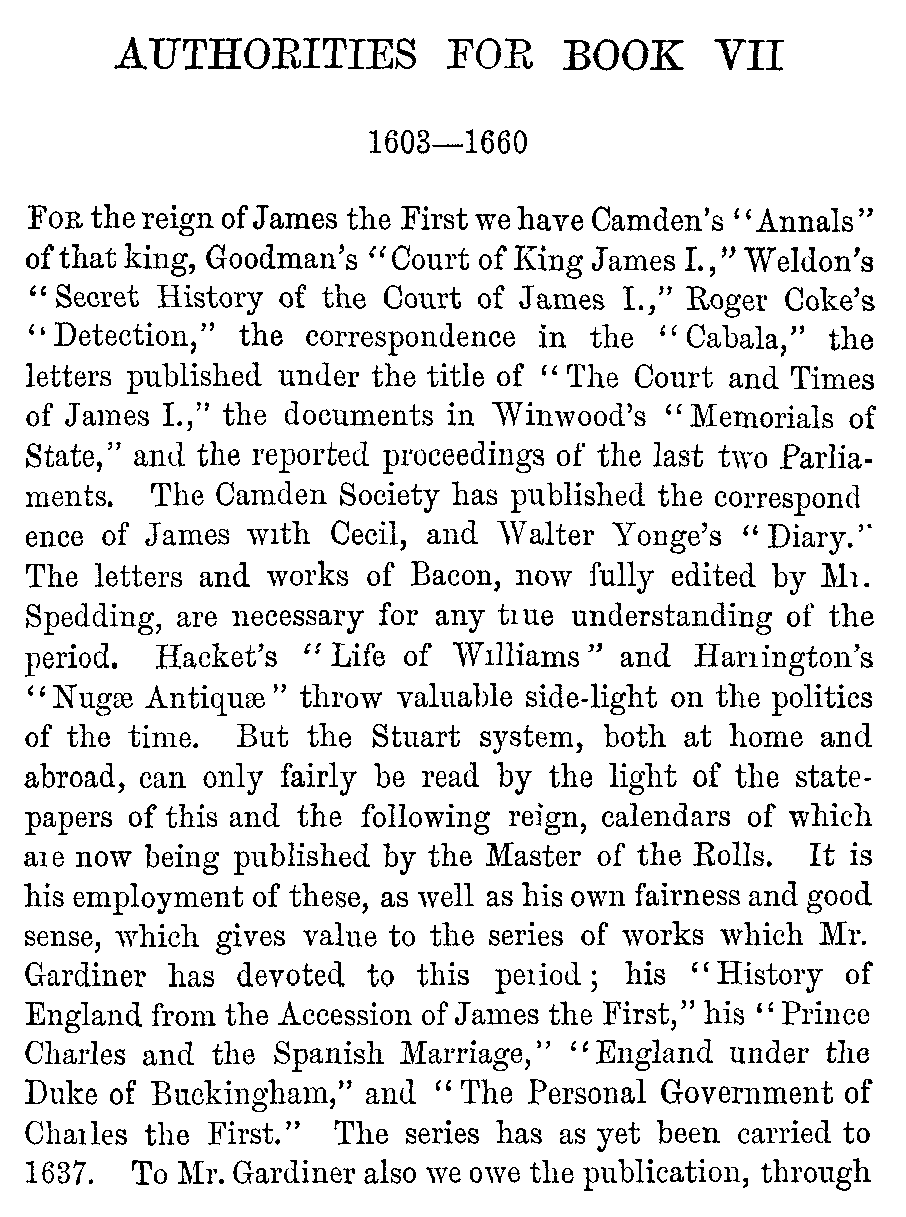 AUTHORITIES FOR BOOK VII
1603—1660
FOR the reign of James the First we have Camden's "Annals"
of that king, Goodman's "Court of King James I.," Weldon's
"Secret History of the Court of James I.," Roger Coke's
"Detection," the correspondence in the "Cabala," the
letters published under the title of "The Court and Times
of James I.," the documents in Winwood's "Memorials of
State," and the reported proceedings of the last two Parlia-
ments. The Camden Society has published the correspond
ence of James with Cecil, and Walter Yonge's "Diary."
The letters and works of Bacon, now fully edited by Mr.
Spedding, are necessary for any true understanding of the
period. Hacket's "Life of Williams" and Harrington's
"Nugæ Antiquæ" throw valuable side-light on the politics
of the time. But the Stuart system, both at home and
abroad, can only fairly be read by the light of the state-
papers of this and the following reign, calendars of which
are now being published by the Master of the Rolls. It is
his employment of these, as well as his own fairness and good
sense, which gives value to the series of works which Mr.
Gardiner has devoted to this period; his "History of
England from the Accession of James the First," his "Prince
Charles and the Spanish Marriage," "England under the
Duke of Buckingham," and "The Personal Government of
Charles the First." The series has as yet been carried to
1637. To Mr. Gardiner also we owe the publication, through